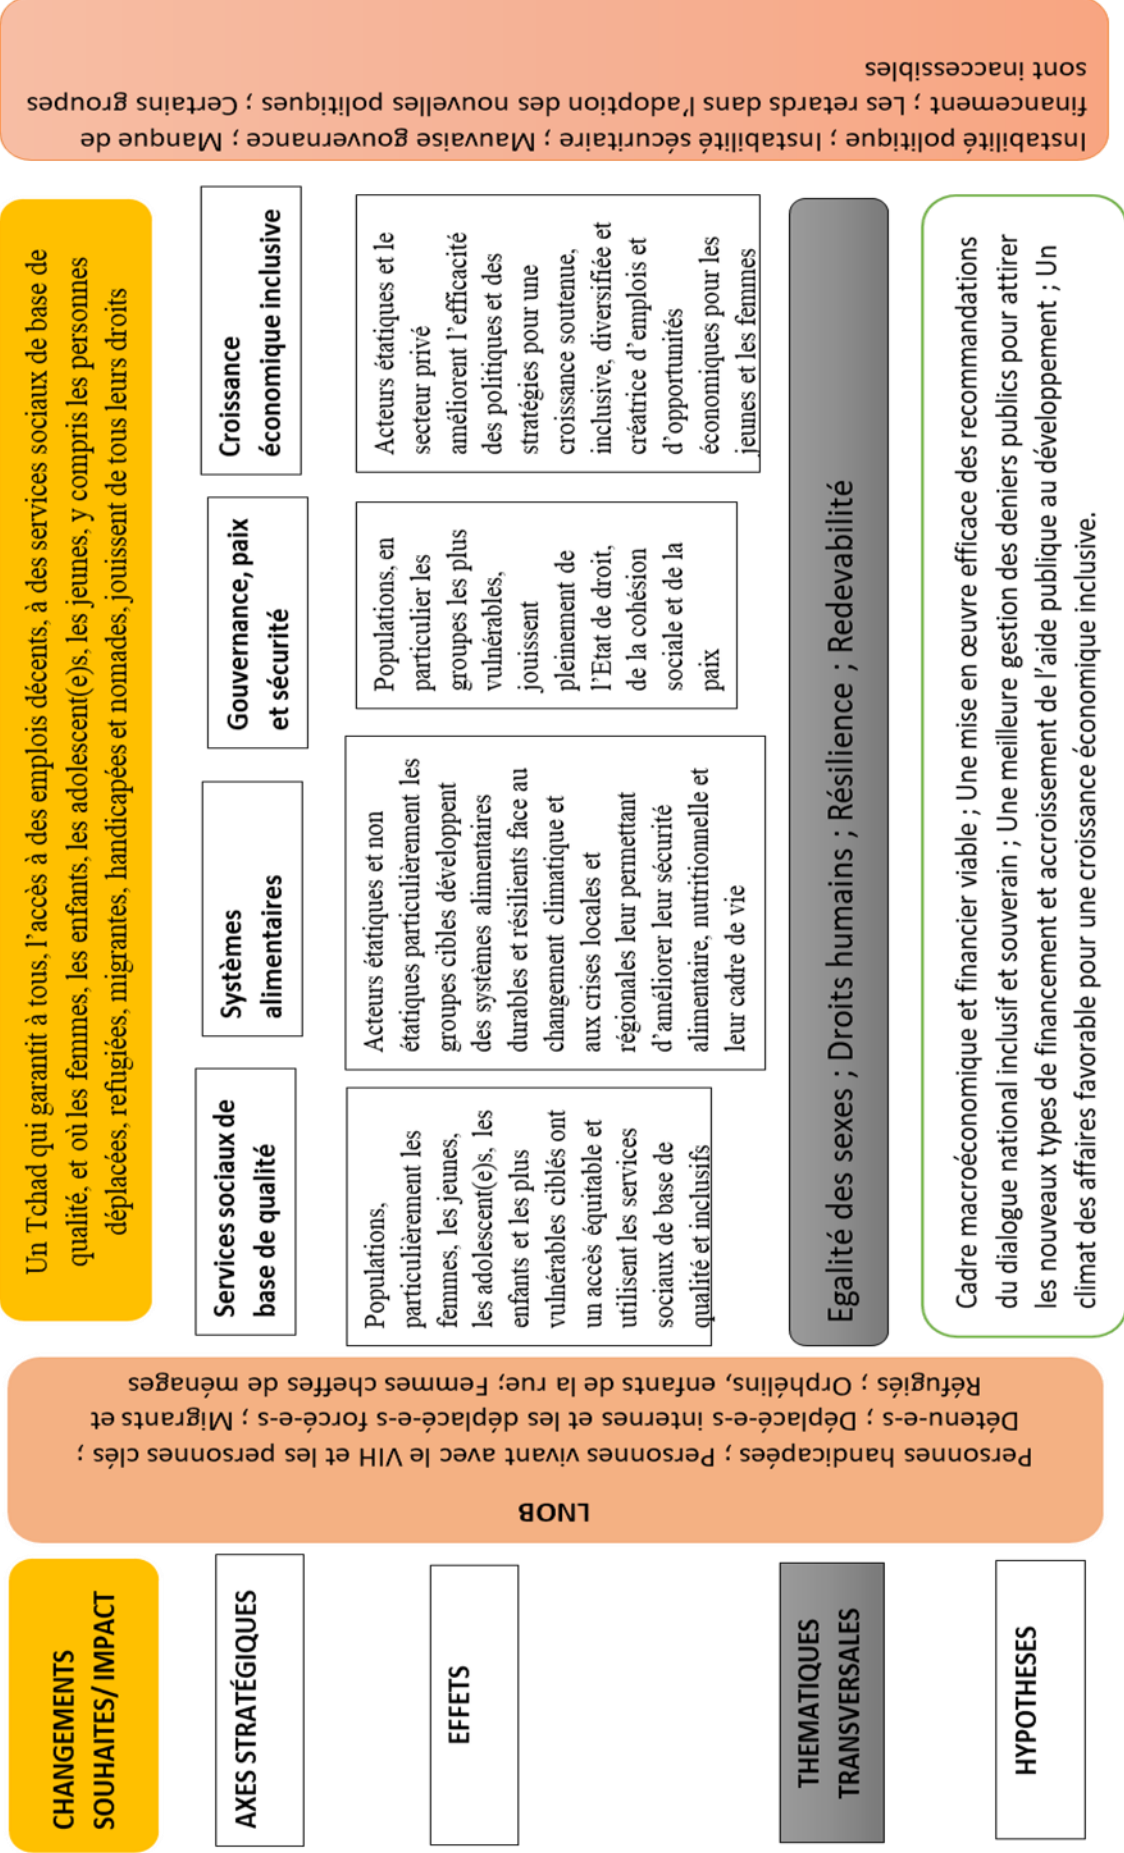 CHANGEMENTS
SOUHAITES/ IMPACT
Un Tchad qui garantit à tous, l’accès à des emplois décents, à des services sociaux de base de
qualité, et où les femmes, les enfants, les adolescent(e)s, les jeunes, y compris les personnes
déplacées, refugiées, migrantes, handicapées et nomades, jouissent de tous leurs droits
AXES STRATÉGIQUES
Services sociaux de
base de qualité
Systèmes
alimentaires
Gouvernance, paix
et sécurité
Croissance
économique inclusive
EFFETS
Populations,
particulièrement les
femmes, les jeunes,
les adolescent(e)s, les
enfants et les plus
vulnérables ciblés ont
un accès équitable et
utilisent les services
sociaux de base de
qualité et inclusifs
Acteurs étatiques et non
étatiques particulièrement les
groupes cibles développent
des systèmes alimentaires
durables et résilients face au
changement climatique et
aux crises locales et
régionales leur permettant
d’améliorer leur sécurité
alimentaire, nutritionnelle et
leur cadre de vie
Populations, en
particulier les
groupes les plus
vulnérables,
jouissent
pleinement de
l’Etat de droit,
de la cohésion
sociale et de la
paix
Acteurs étatiques et le
secteur privé
améliorent l’efficacité
des politiques et des
stratégies pour une
croissance soutenue,
inclusive, diversifiée et
créatrice d’emplois et
d’opportunités
économiques pour les
jeunes et les femmes
THEMATIQUES
TRANSVERSALES
Egalité des sexes ; Droits humains ; Résilience ; Redevabilité
HYPOTHESES
Cadre macroéconomique et financier viable ; Une mise en œuvre efficace des recommandations
du dialogue national inclusif et souverain ; Une meilleure gestion des deniers publics pour attirer
les nouveaux types de financement et accroissement de l’aide publique au développement ; Un
climat des affaires favorable pour une croissance économique inclusive.
LNOB
Personnes handicapées ; Personnes vivant avec le VIH et les personnes clés ;
Détenu-e-s ; Déplacé-e-s internes et les déplacé-e-s forcé-e-s ; Migrants et
Réfugiés ; Orphélins, enfants de la rue; Femmes cheffes de ménages
Instabilité politique ; Instabilité sécuritaire ; Mauvaise gouvernance ; Manque de
financement ; Les retards dans l’adoption des nouvelles politiques ; Certains groupes
sont inaccessibles